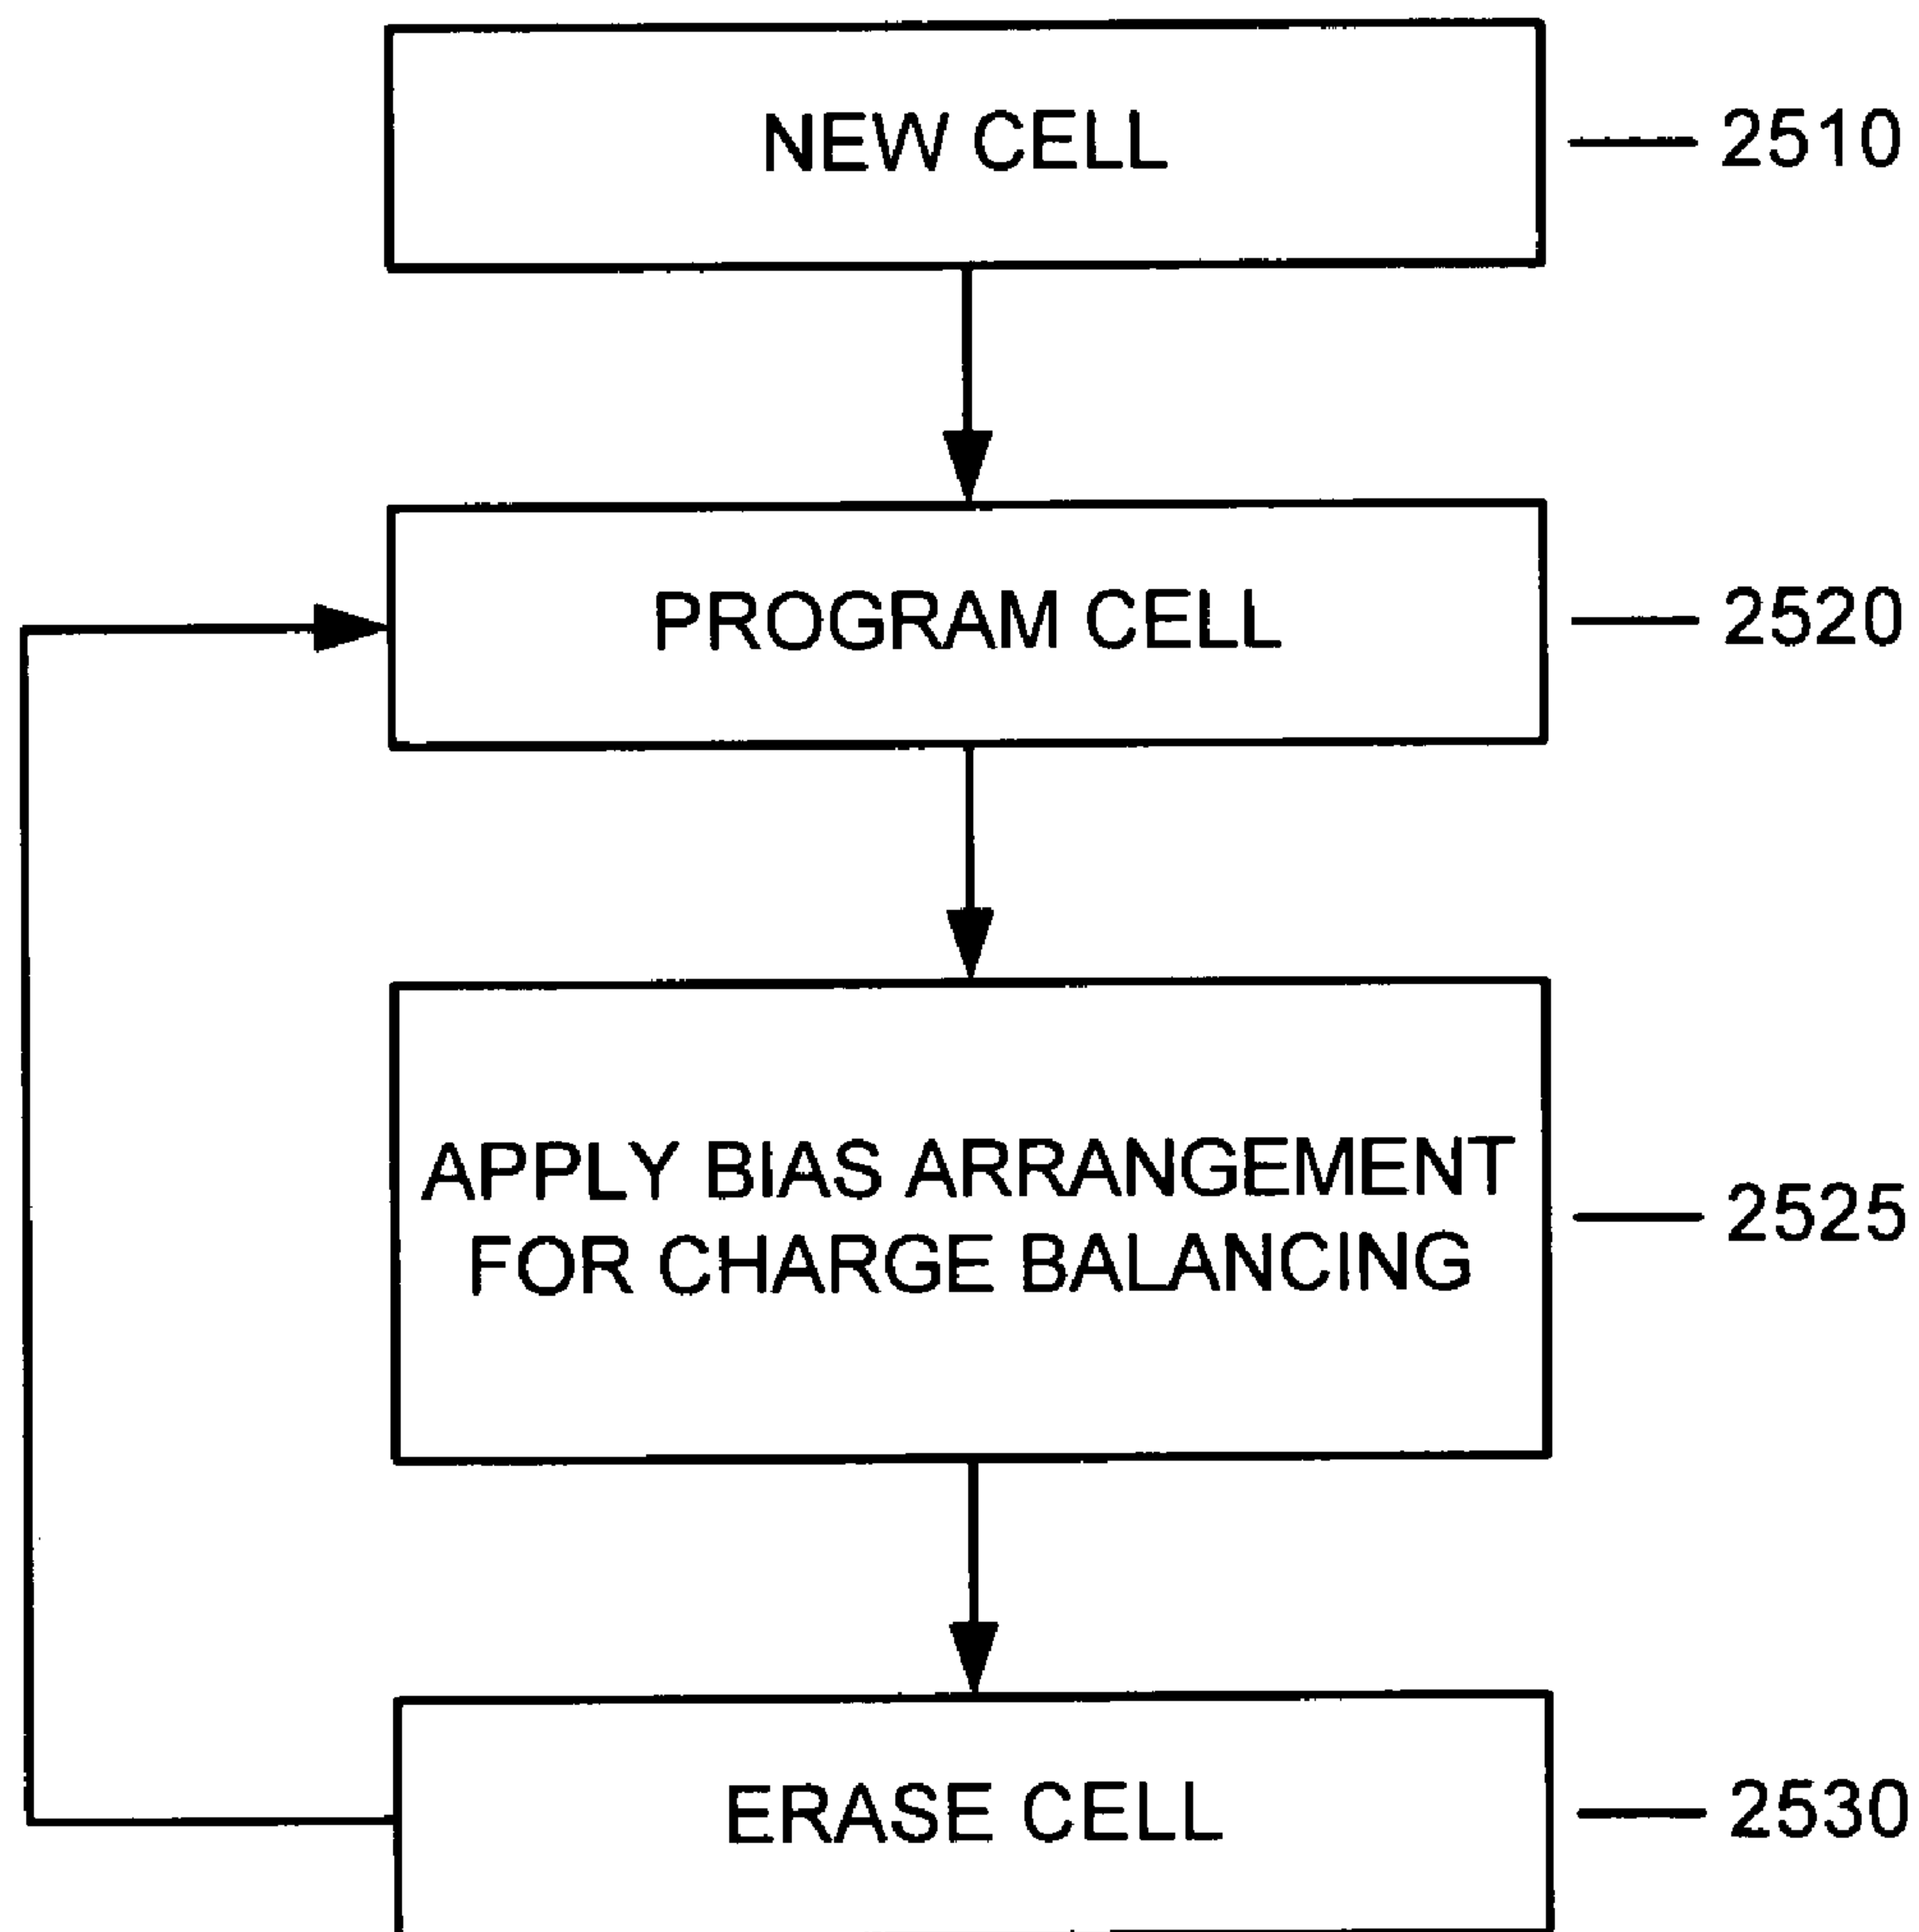 NEW CELL
2510
PROGRAM CELL
2520
APPLY BIAS ARRANGEMENT
FOR CHARGE BALANCING
2525
ERASE CELL
2530